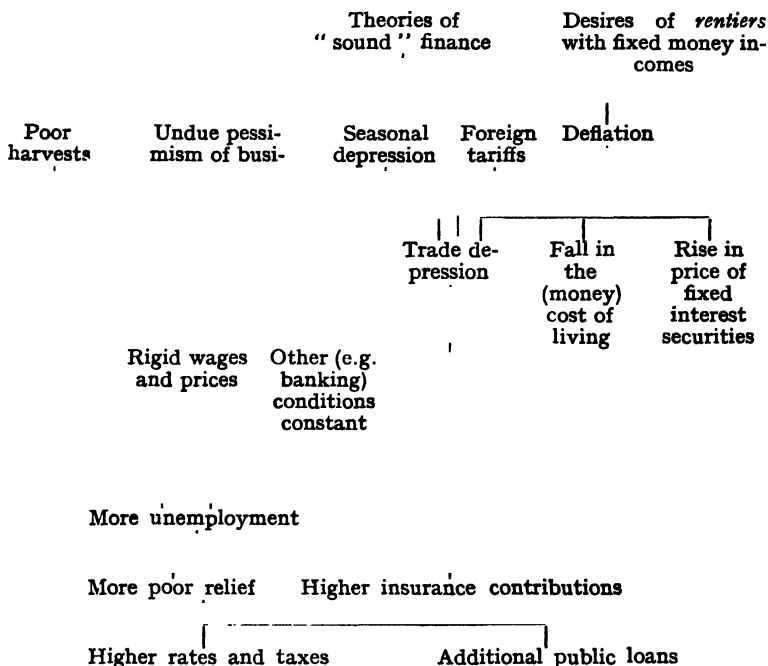 Theories of
" sound " finance
Desires of rentiers
with fixed money in-
comes
Poor
harvests
Undue pessi-
mism of busi-
Seasonal
depression
Foreign
tariffs
Deflation
Trade de-
pression
Fall in
the
(money)
cost of
living
Rise in
price of
fixed
interest
securities
Rigid wages
and prices
Other (e.g.
banking)
conditions
constant
More unemployment
More poor relief
Higher insurance contributions
Higher rates and taxes
Additional public loans